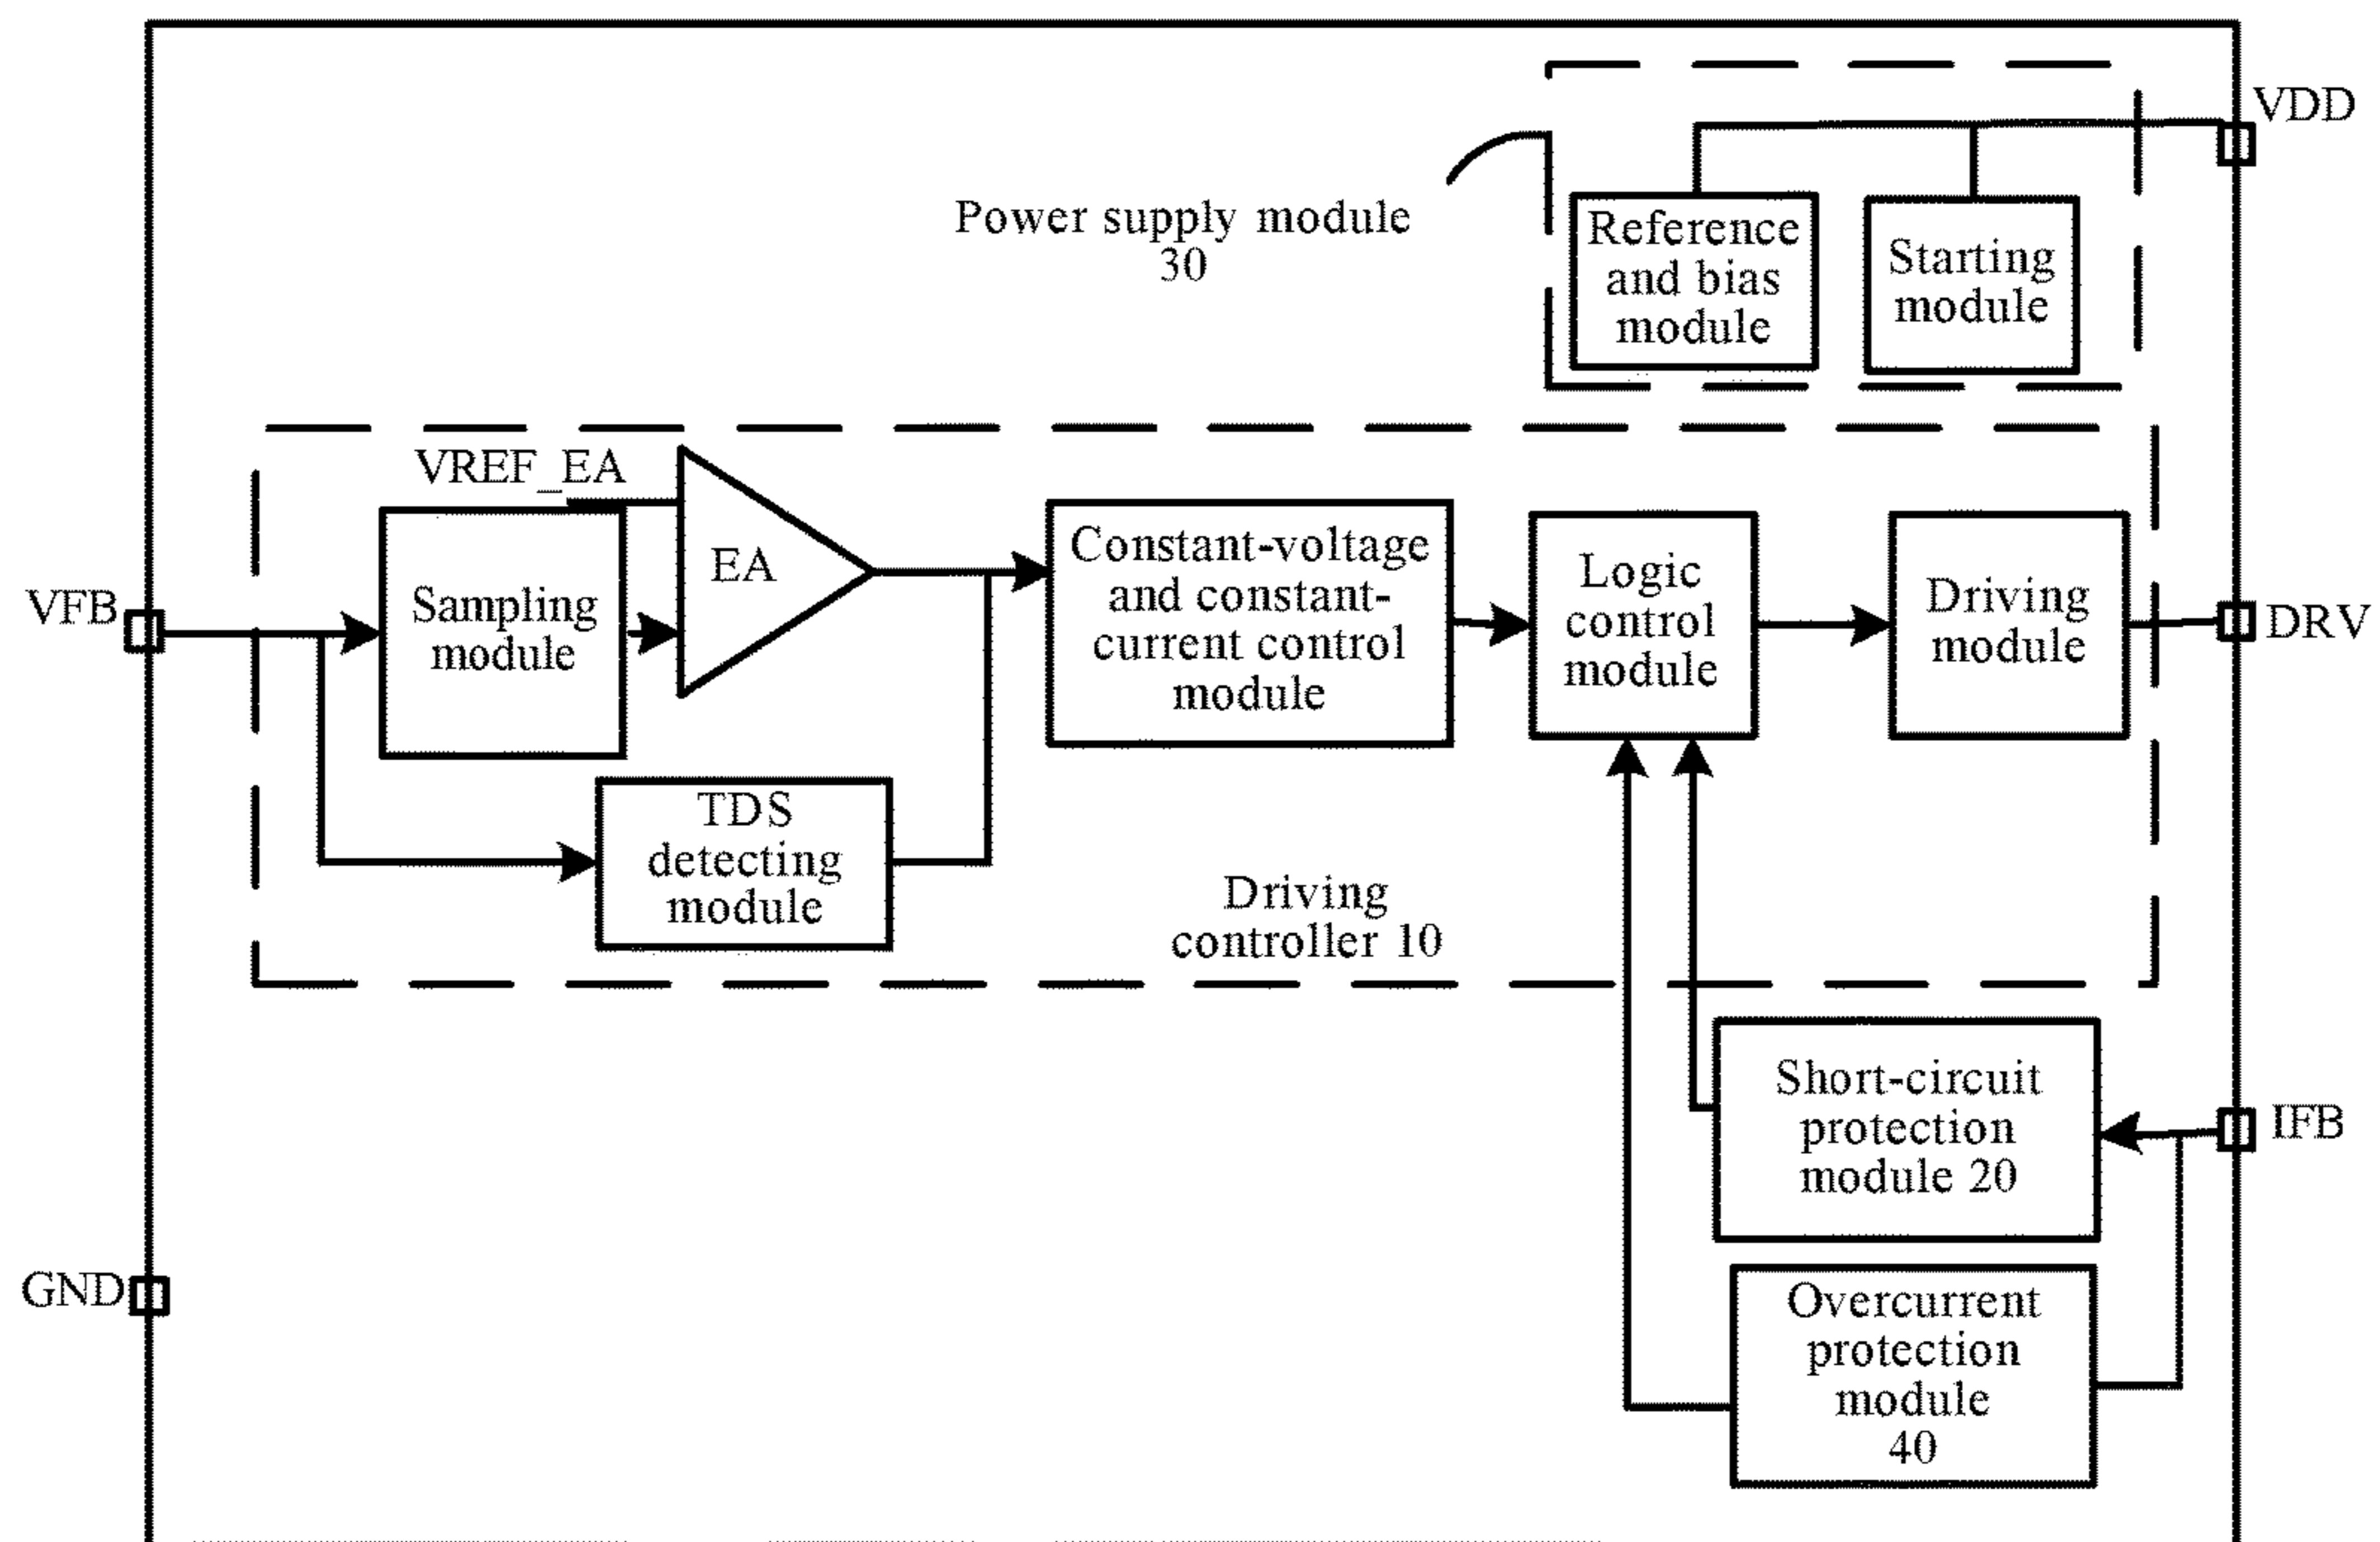 VDD
Power supply module
30
Reference
and bias
module
Starting
module
VREF_EA
EA
VFB
Sampling
module
Constant-voltage
and constant-
current control
module
Logic
control
module
Driving
module
DRV
TDS
detecting
module
Driving
controller 10
Short-circuit
protection
module 20
IFB
GND
Overcurrent
protection
module
40